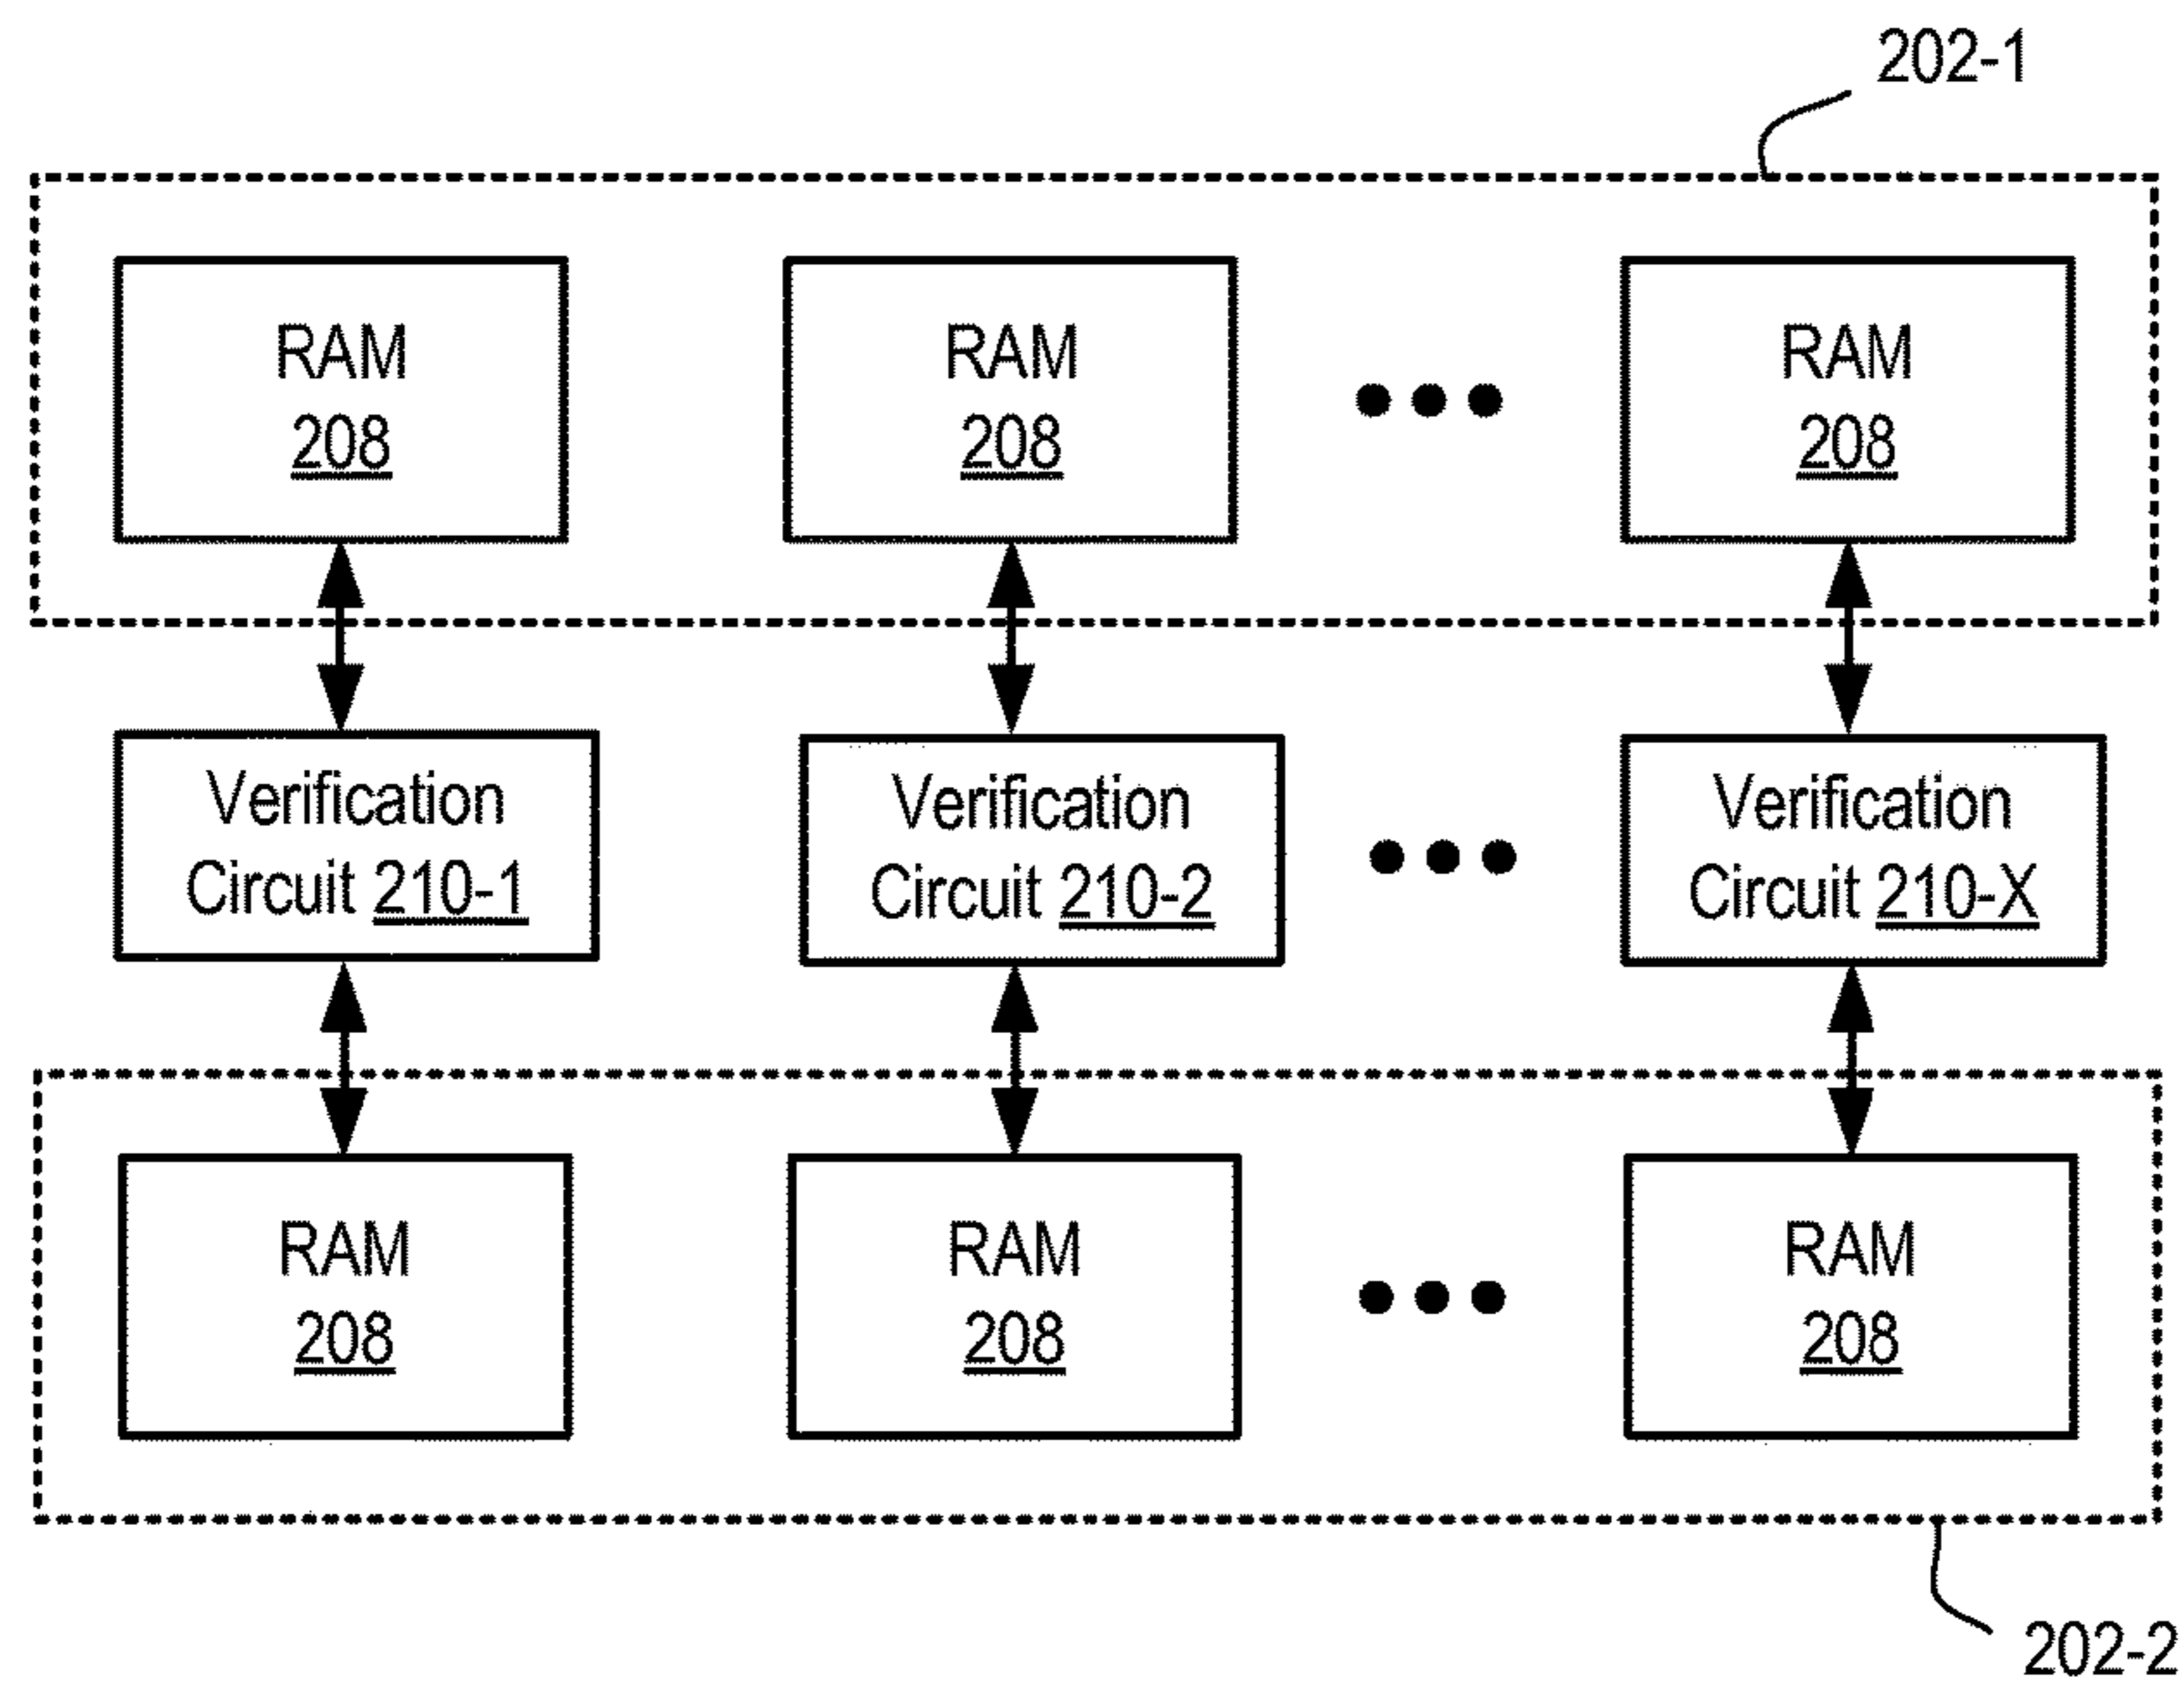 202-1
RAM
208
RAM
208
RAM
208
Verification
Circuit 210-1
Verification
Circuit 210-2
Verification
Circuit 210-X
RAM
208
RAM
208
RAM
208
202-2